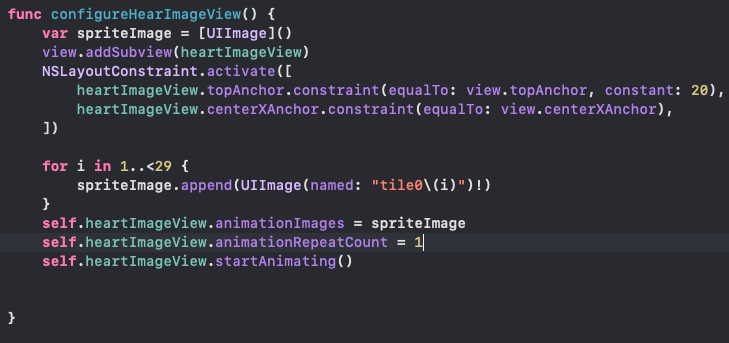 func configureHearImageView() {
    var spriteImage = [UIImage]()
    view.addSubview(heartImageView)
    NSLayoutConstraint.activate([
        heartImageView.topAnchor.constraint(equalTo: view.topAnchor, constant: 20),
        heartImageView.centerXAnchor.constraint(equalTo: view.centerXAnchor),
    ])
    for i in 1..<29 {
        spriteImage.append(UIImage(named: "tile0\(i)")!)
    }
    self.heartImageView.animationImages = spriteImage
    self.heartImageView.animationRepeatCount = 1
    self.heartImageView.startAnimating()
}